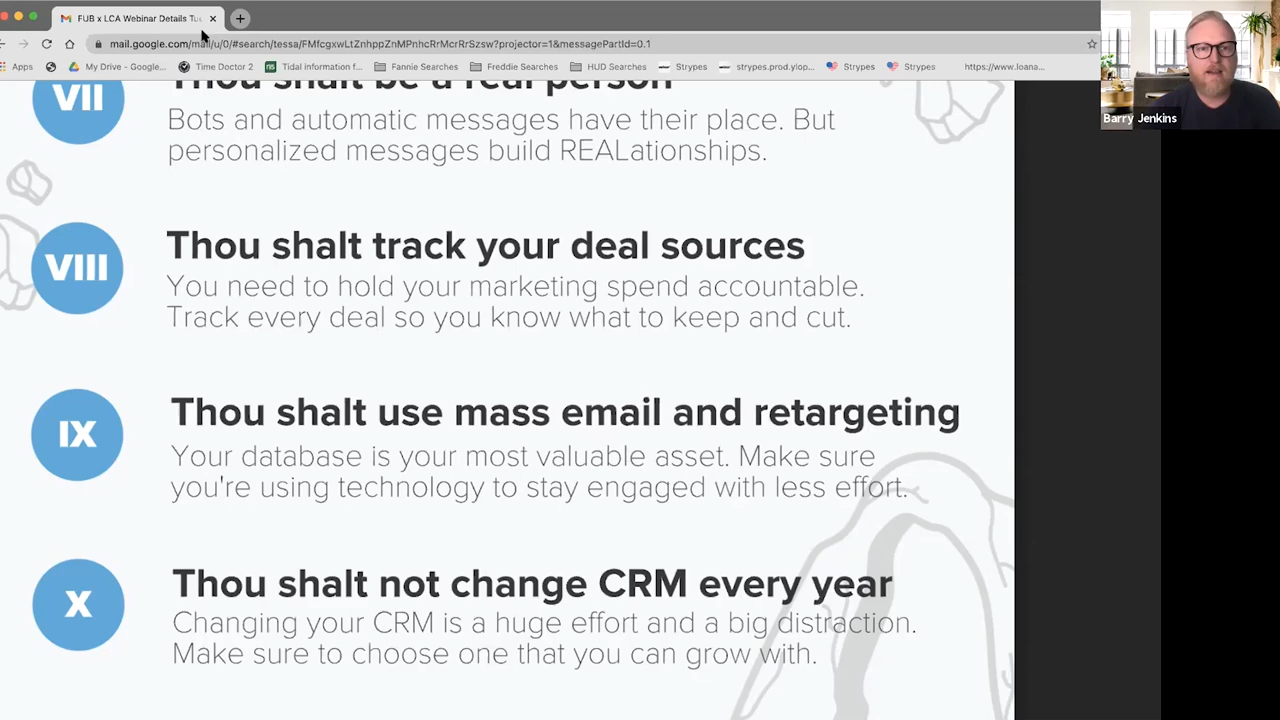 FUB x LCA Webinar Details Tue
mail.google.com/mail/u/0/#search/tessa/FMfcgxwLtZnhppZnMPnhcRrMcrRrSzsw?projector=1&messagePartId=0.1
Apps
My Drive - Google...
Time Doctor 2
Tidal information f...
Fannie Searches
Freddie Searches
HUD Searches
Strypes
strypes.prod.ylop...
Strypes
Strypes
https://www.loana...
Barry Jenkins
VII
Thou shalt be a real person
Bots and automatic messages have their place. But
personalized messages build REALationships.
VIII
Thou shalt track your deal sources
You need to hold your marketing spend accountable.
Track every deal so you know what to keep and cut.
IX
Thou shalt use mass email and retargeting
Your database is your most valuable asset. Make sure
you're using technology to stay engaged with less effort.
X
Thou shalt not change CRM every year
Changing your CRM is a huge effort and a big distraction.
Make sure to choose one that you can grow with.